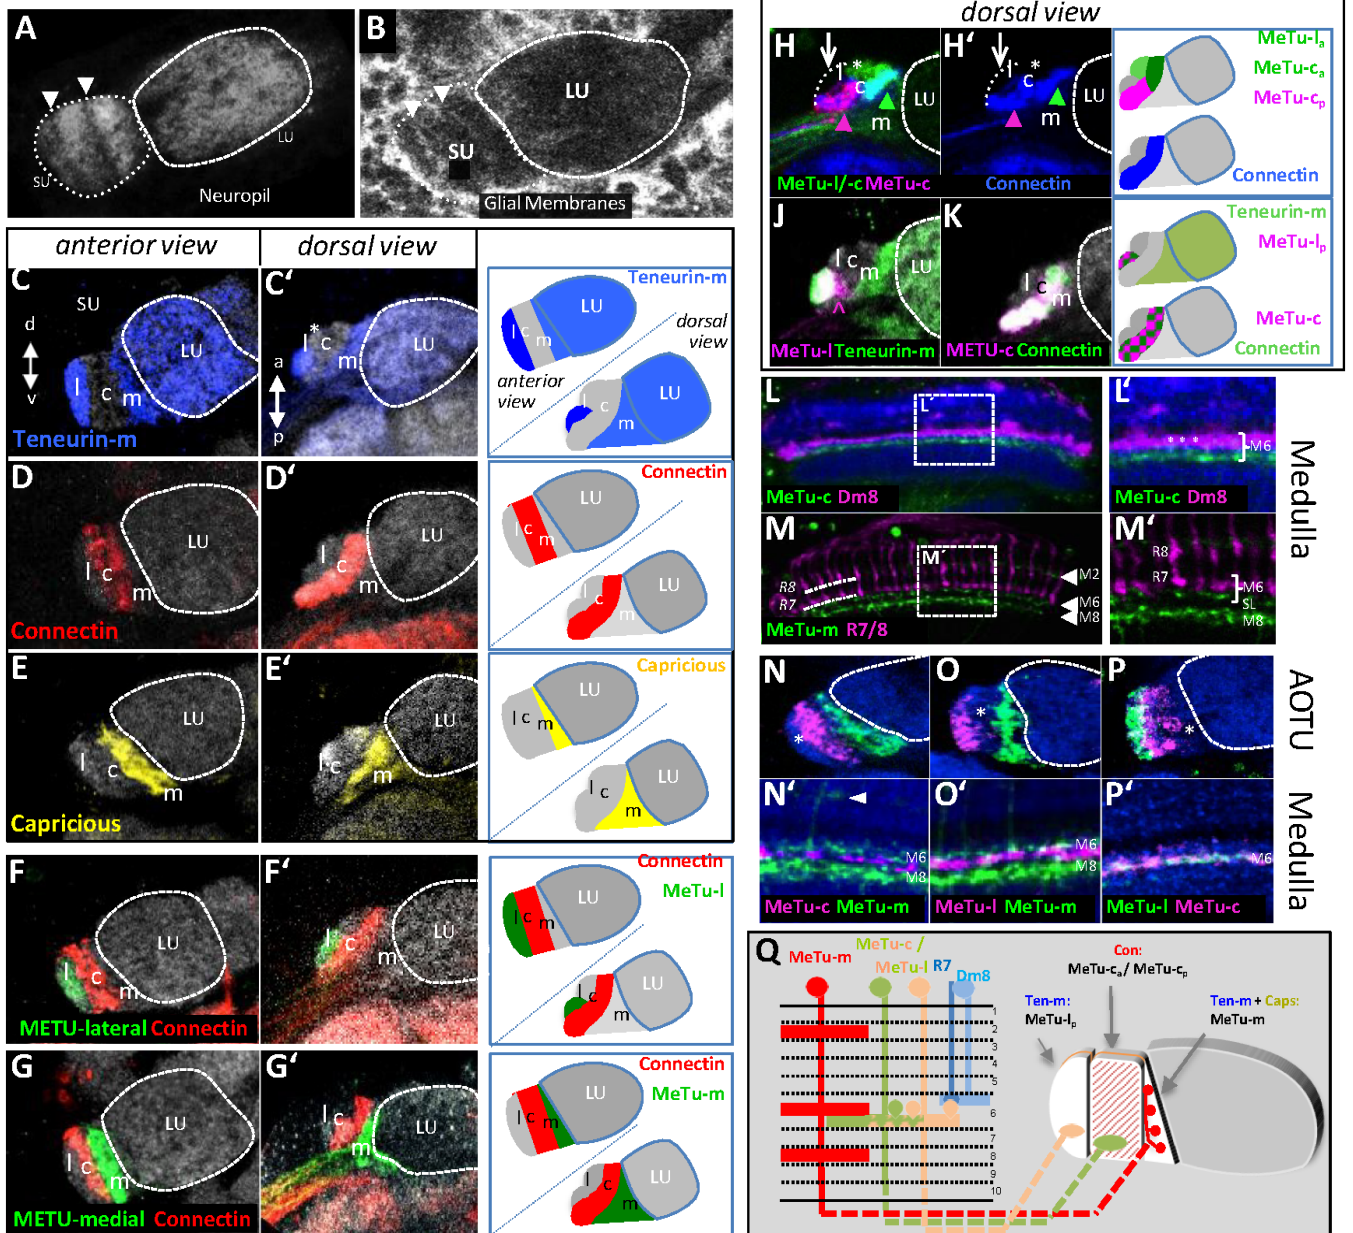 A
SU
LU
Neuropil
B
LU
SU
Glial Membranes
anterior view
dorsal view
C
SU
d
v
l
c
m
LU
Teneurin-m
C'
l
*
c
m
a
p
LU
Teneurin-m
LU
l c m
dorsal view
anterior view
LU
l c
m
D
l
c
m
LU
Connectin
D'
l
c
m
LU
Connectin
LU
l c m
LU
l c
m
E
l
c
m
LU
Capricious
E'
l
c
m
LU
Capricious
LU
l c m
LU
l c
m
F
l
c
m
LU
METU-lateral Connectin
F'
l
c
m
LU
Connectin
MeTu-l
LU
l c m
LU
l c
m
G
l
c
m
LU
METU-medial Connectin
G'
l
c
m
LU
Connectin
MeTu-m
LU
l c m
LU
l c
m
dorsal view
H
l
*
c
m
LU
MeTu-l/-c MeTu-c
H'
l
*
c
m
LU
Connectin
MeTu-la
MeTu-ca
MeTu-cp
Connectin
J
l c
m
LU
MeTu-l Teneurin-m
K
l
c
m
LU
METU-c Connectin
Teneurin-m
MeTu-lp
MeTu-c
Connectin
L
L'
MeTu-c Dm8
L'
* * *
M6
MeTu-c Dm8
Medulla
M
M'
R8
R7
M2
M6
M8
MeTu-m R7/8
M'
R8
R7
M6
SL
M8
N
*
O
*
P
*
AOTU
N'
M6
M8
MeTu-c MeTu-m
O'
M6
M8
MeTu-l MeTu-m
P'
M6
MeTu-l MeTu-c
Medulla
Q
MeTu-m
MeTu-c /
MeTu-l
R7
Dm8
1
2
3
4
5
6
7
8
9
10
Con:
MeTu-ca/ MeTu-cp
Ten-m:
MeTu-lp
Ten-m + Caps:
MeTu-m